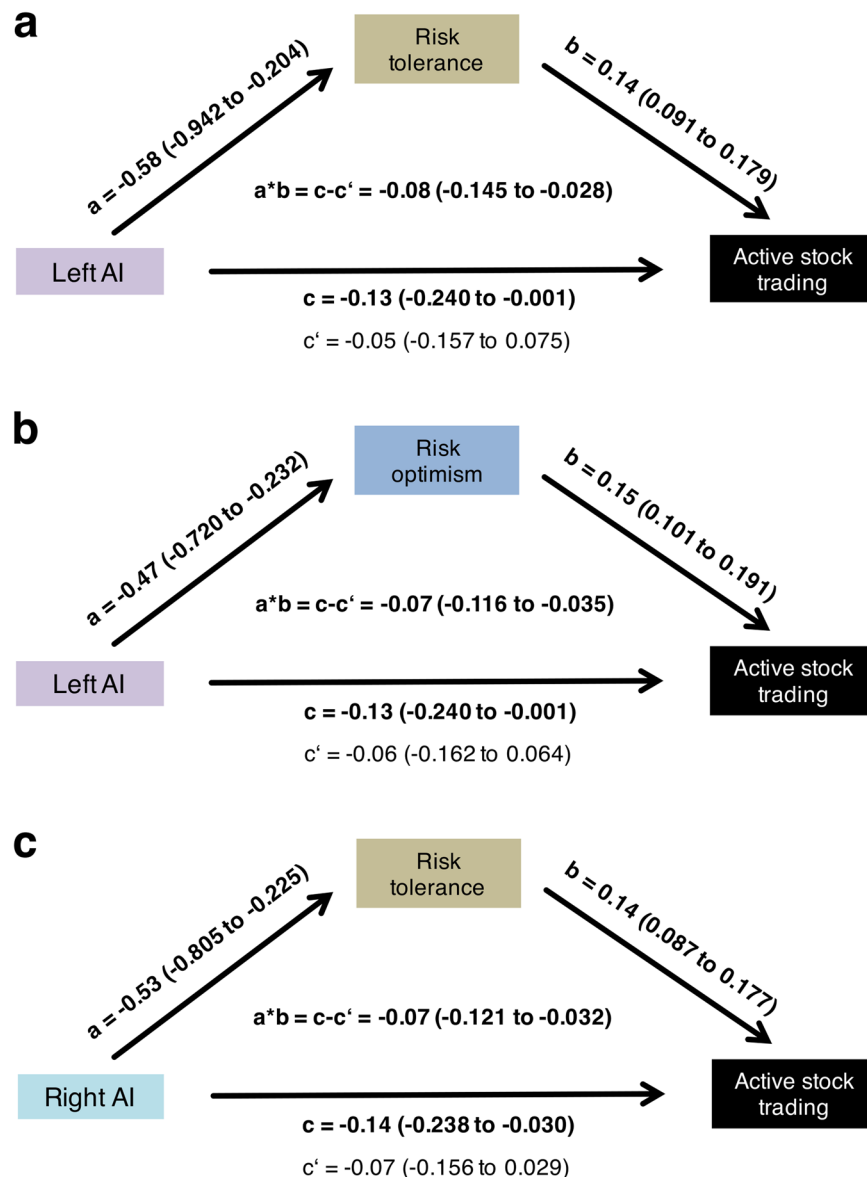 a
Risk
tolerance
a = -0.58 (-0.942 to -0.204)
b = 0.14 (0.091 to 0.179)
a*b = c-c‘ = -0.08 (-0.145 to -0.028)
Left AI
Active stock
trading
c = -0.13 (-0.240 to -0.001)
c‘ = -0.05 (-0.157 to 0.075)
b
Risk
optimism
a = -0.47 (-0.720 to -0.232)
b = 0.15 (0.101 to 0.191)
a*b = c-c‘ = -0.07 (-0.116 to -0.035)
Left AI
Active stock
trading
c = -0.13 (-0.240 to -0.001)
c‘ = -0.06 (-0.162 to 0.064)
c
Risk
tolerance
a = -0.53 (-0.805 to -0.225)
b = 0.14 (0.087 to 0.177)
a*b = c-c‘ = -0.07 (-0.121 to -0.032)
Right AI
Active stock
trading
c = -0.14 (-0.238 to -0.030)
c‘ = -0.07 (-0.156 to 0.029)